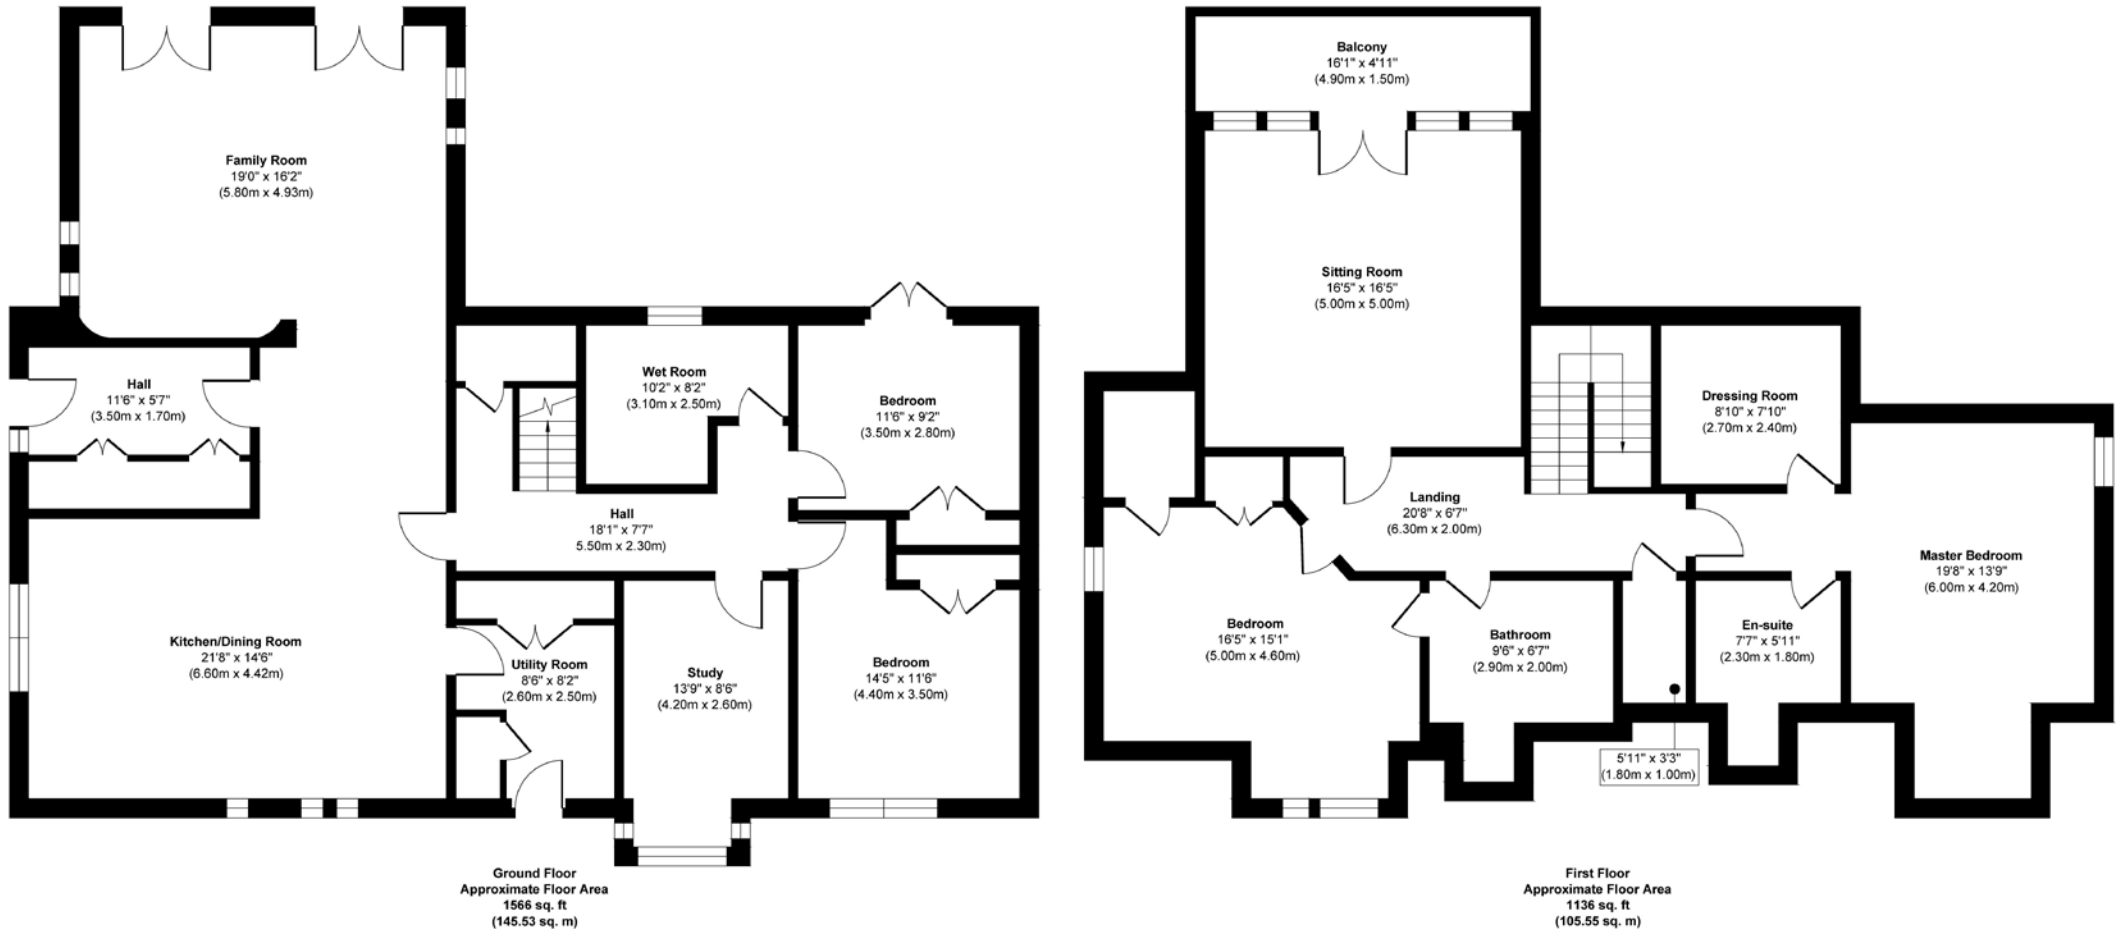 Family Room
19'0" x 16'2"
(5.80m x 4.93m)
Hall
11'6" x 5'7"
(3.50m x 1.70m)
Wet Room
10'2" x 8'2"
(3.10m x 2.50m)
Bedroom
11'6" x 9'2"
(3.50m x 2.80m)
Hall
18'1" x 7'7"
5.50m x 2.30m)
Kitchen/Dining Room
21'8" x 14'6"
(6.60m x 4.42m)
Utility Room
8'6" x 8'2"
(2.60m x 2.50m)
Study
13'9" x 8'6"
(4.20m x 2.60m)
Bedroom
14'5" x 11'6"
(4.40m x 3.50m)
Ground Floor
Approximate Floor Area
1566 sq. ft
(145.53 sq. m)
Balcony
16'1" x 4'11"
(4.90m x 1.50m)
Sitting Room
16'5" x 16'5"
(5.00m x 5.00m)
Dressing Room
8'10" x 7'10"
(2.70m x 2.40m)
Landing
20'8" x 6'7"
(6.30m x 2.00m)
Master Bedroom
19'8" x 13'9"
(6.00m x 4.20m)
Bedroom
16'5" x 15'1"
(5.00m x 4.60m)
Bathroom
9'6" x 6'7"
(2.90m x 2.00m)
En-suite
7'7" x 5'11"
(2.30m x 1.80m)
5'11" x 3'3"
(1.80m x 1.00m)
First Floor
Approximate Floor Area
1136 sq. ft
(105.55 sq. m)